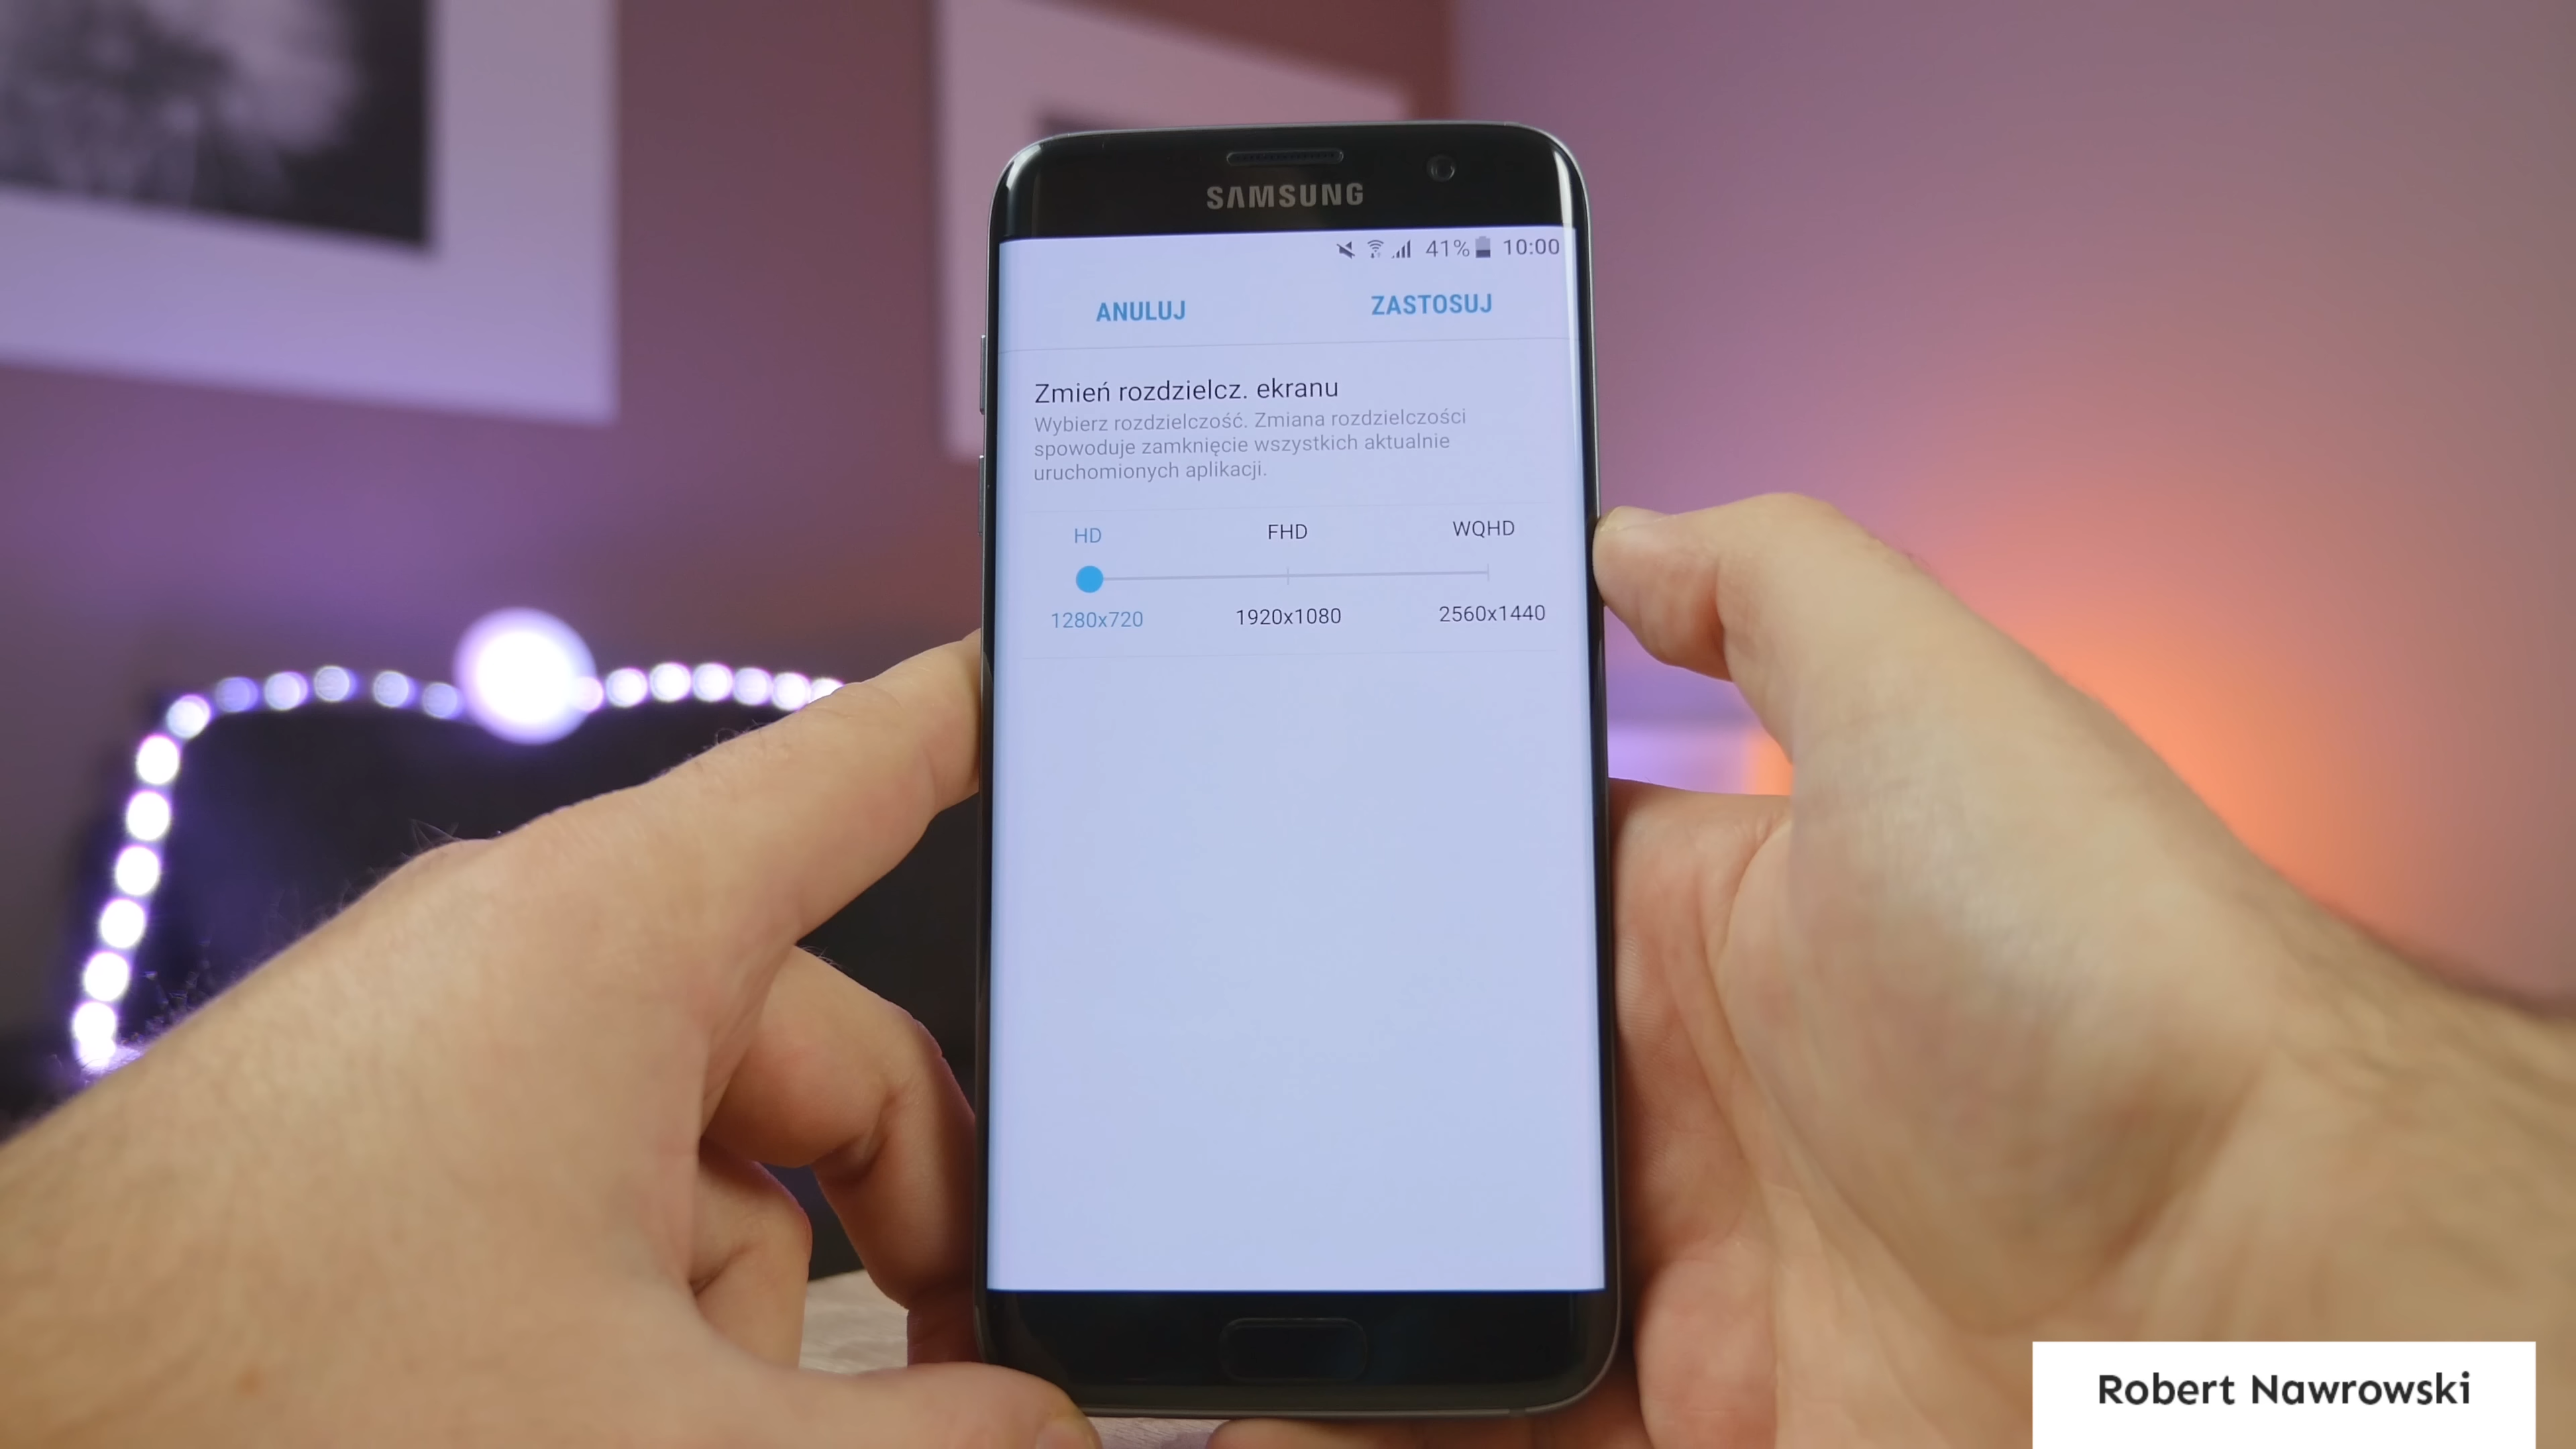 SAMSUNG
41% 10:00
ANULUJ ZASTOSUJ
Zmień rozdzielcz. ekranu
Wybierz rozdzielczość. Zmiana rozdzielczości
spowoduje zamknięcie wszystkich aktualnie
uruchomionych aplikacji.
HD FHD WQHD
1280x720 1920x1080 2560x1440
Robert Nawrowski